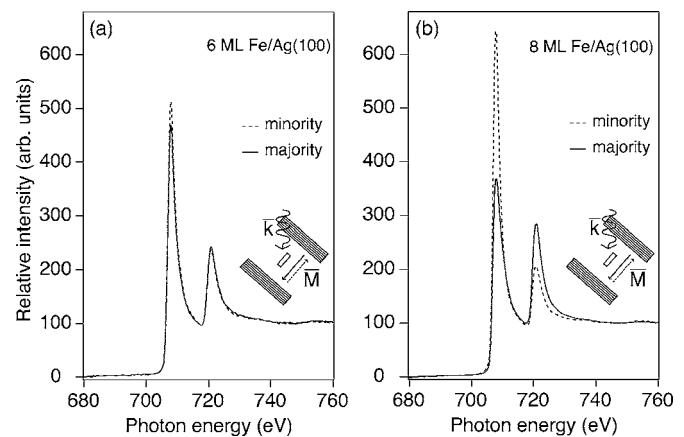 (a)
6 ML Fe/Ag(100)
minority
majority
k
M
600
500
400
300
200
100
0
Relative intensity (arb. units)
680 700 720 740 760
Photon energy (eV)
(b)
8 ML Fe/Ag(100)
minority
majority
k
M
600
500
400
300
200
100
0
680 700 720 740 760
Photon energy (eV)